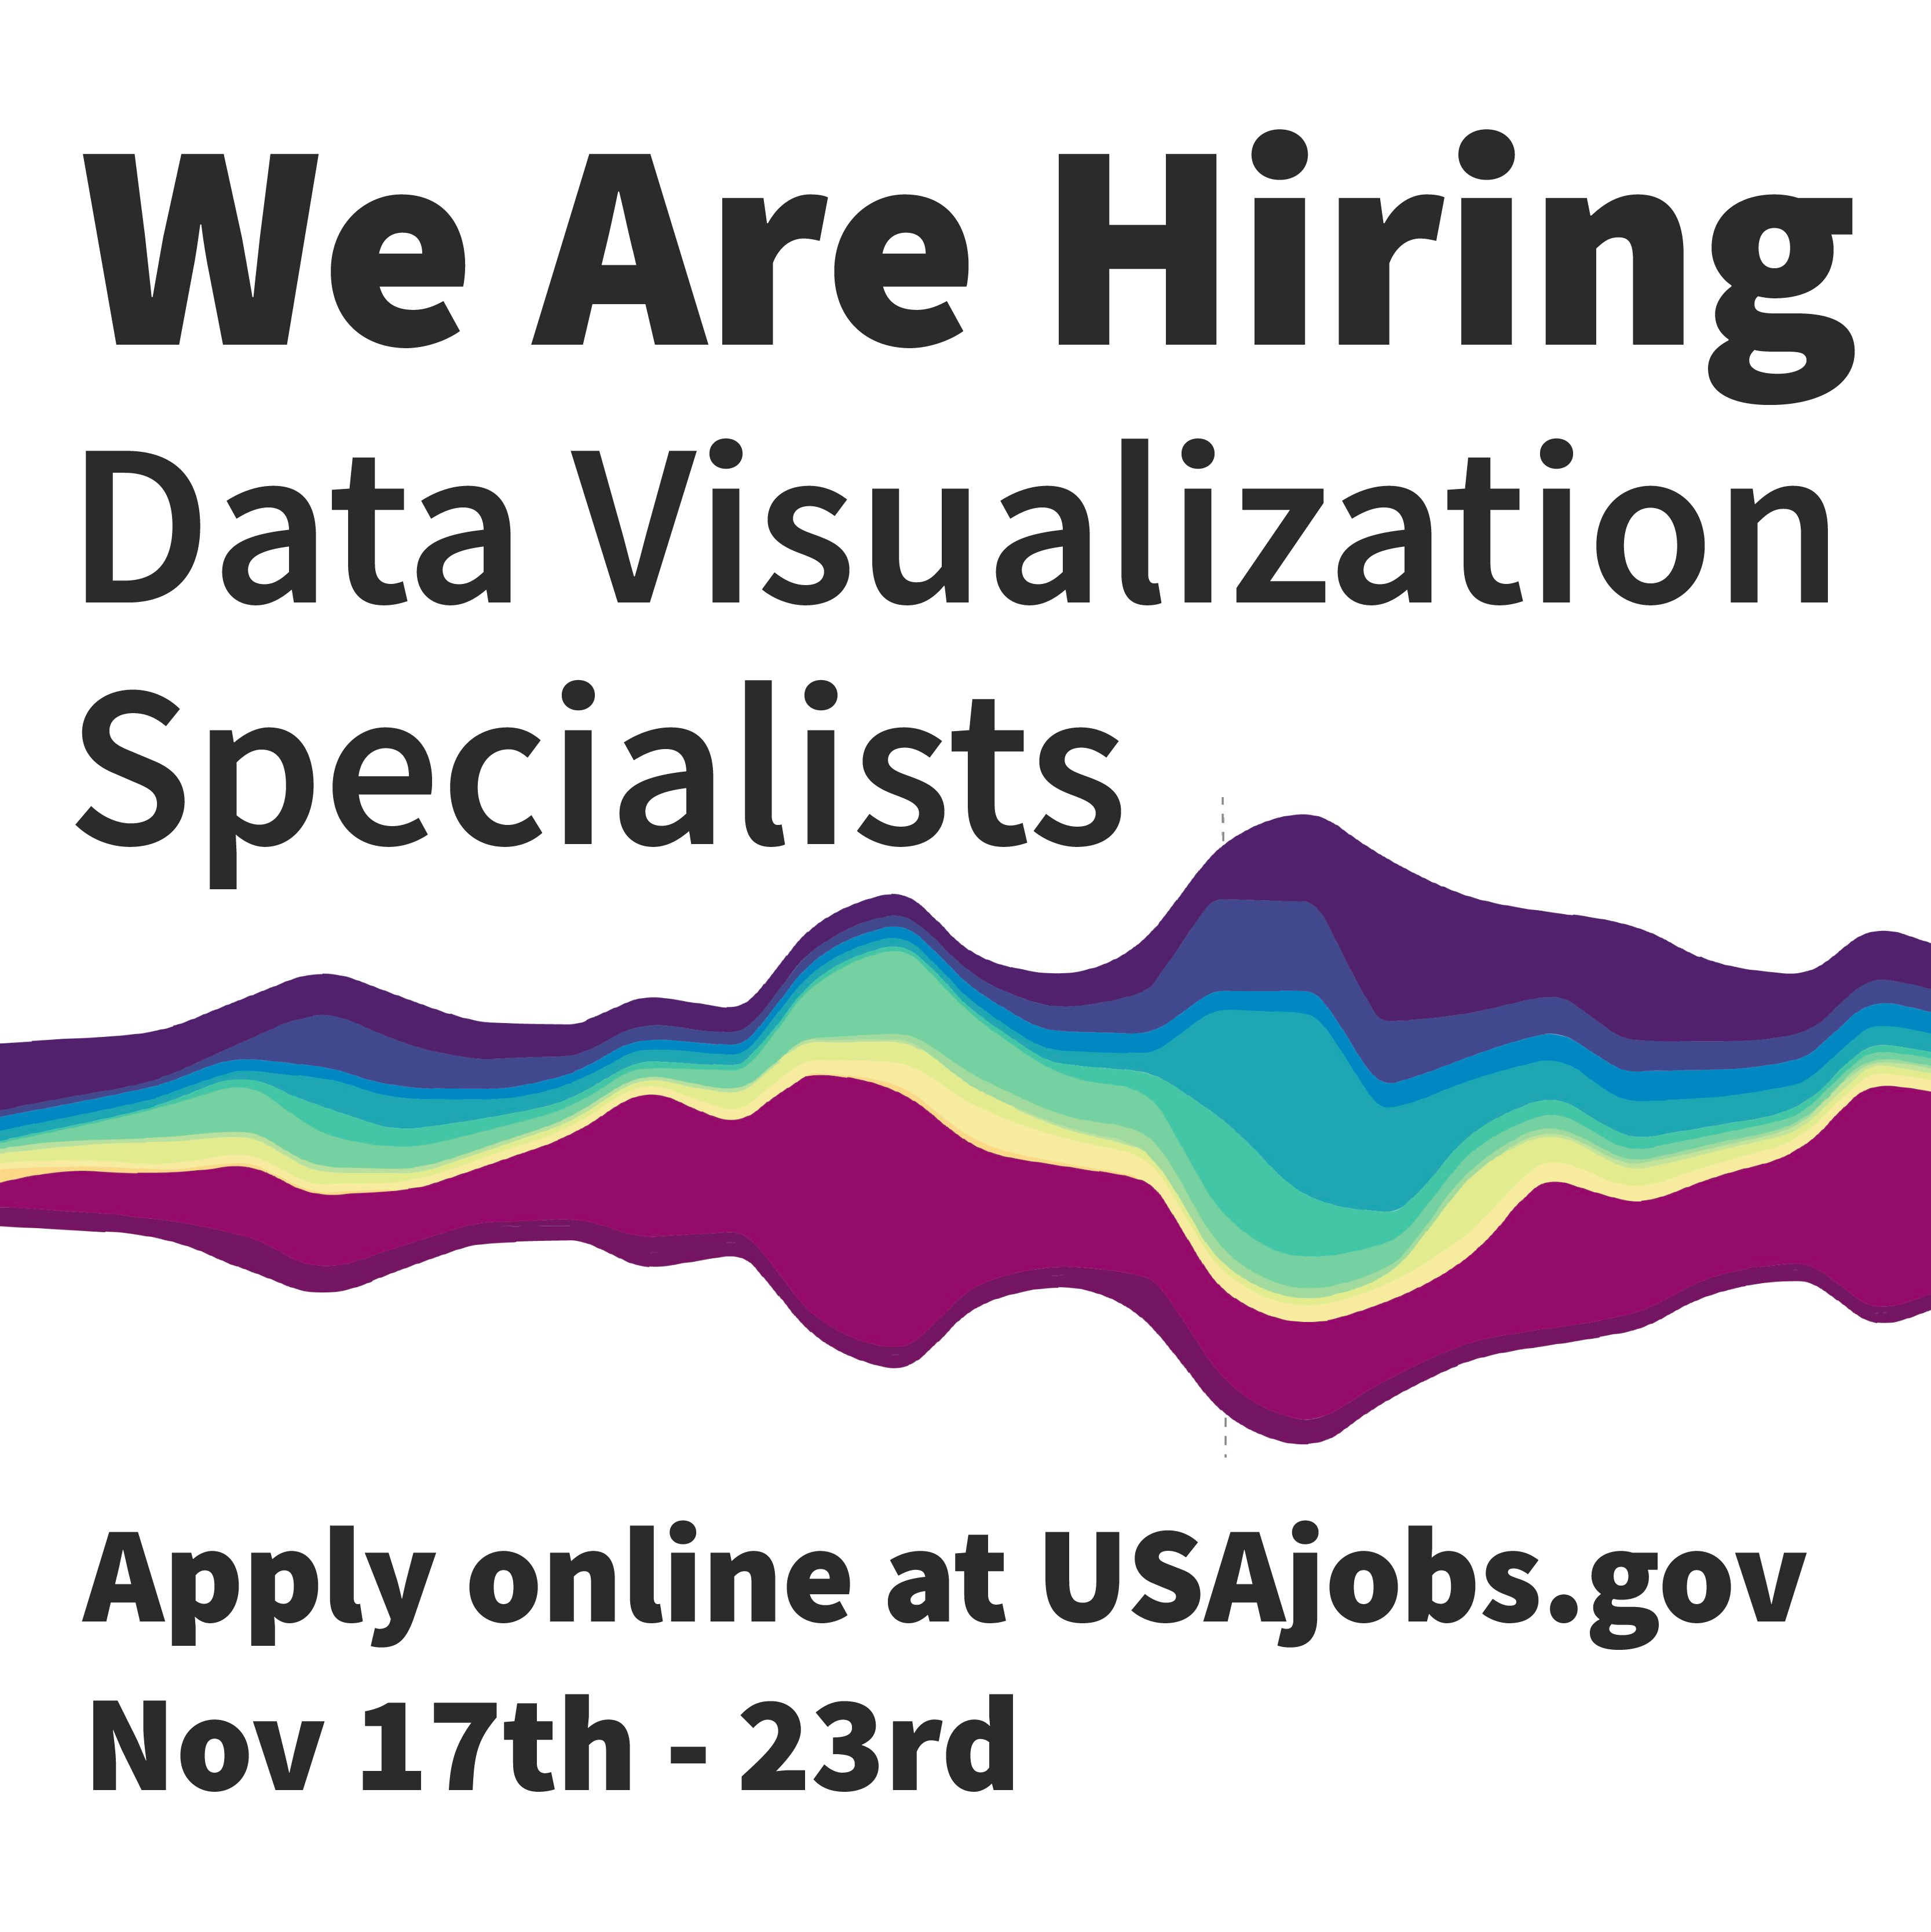 We Are Hiring
Data Visualization
Specialists
Apply online at USAjobs.gov
Nov 17th - 23rd